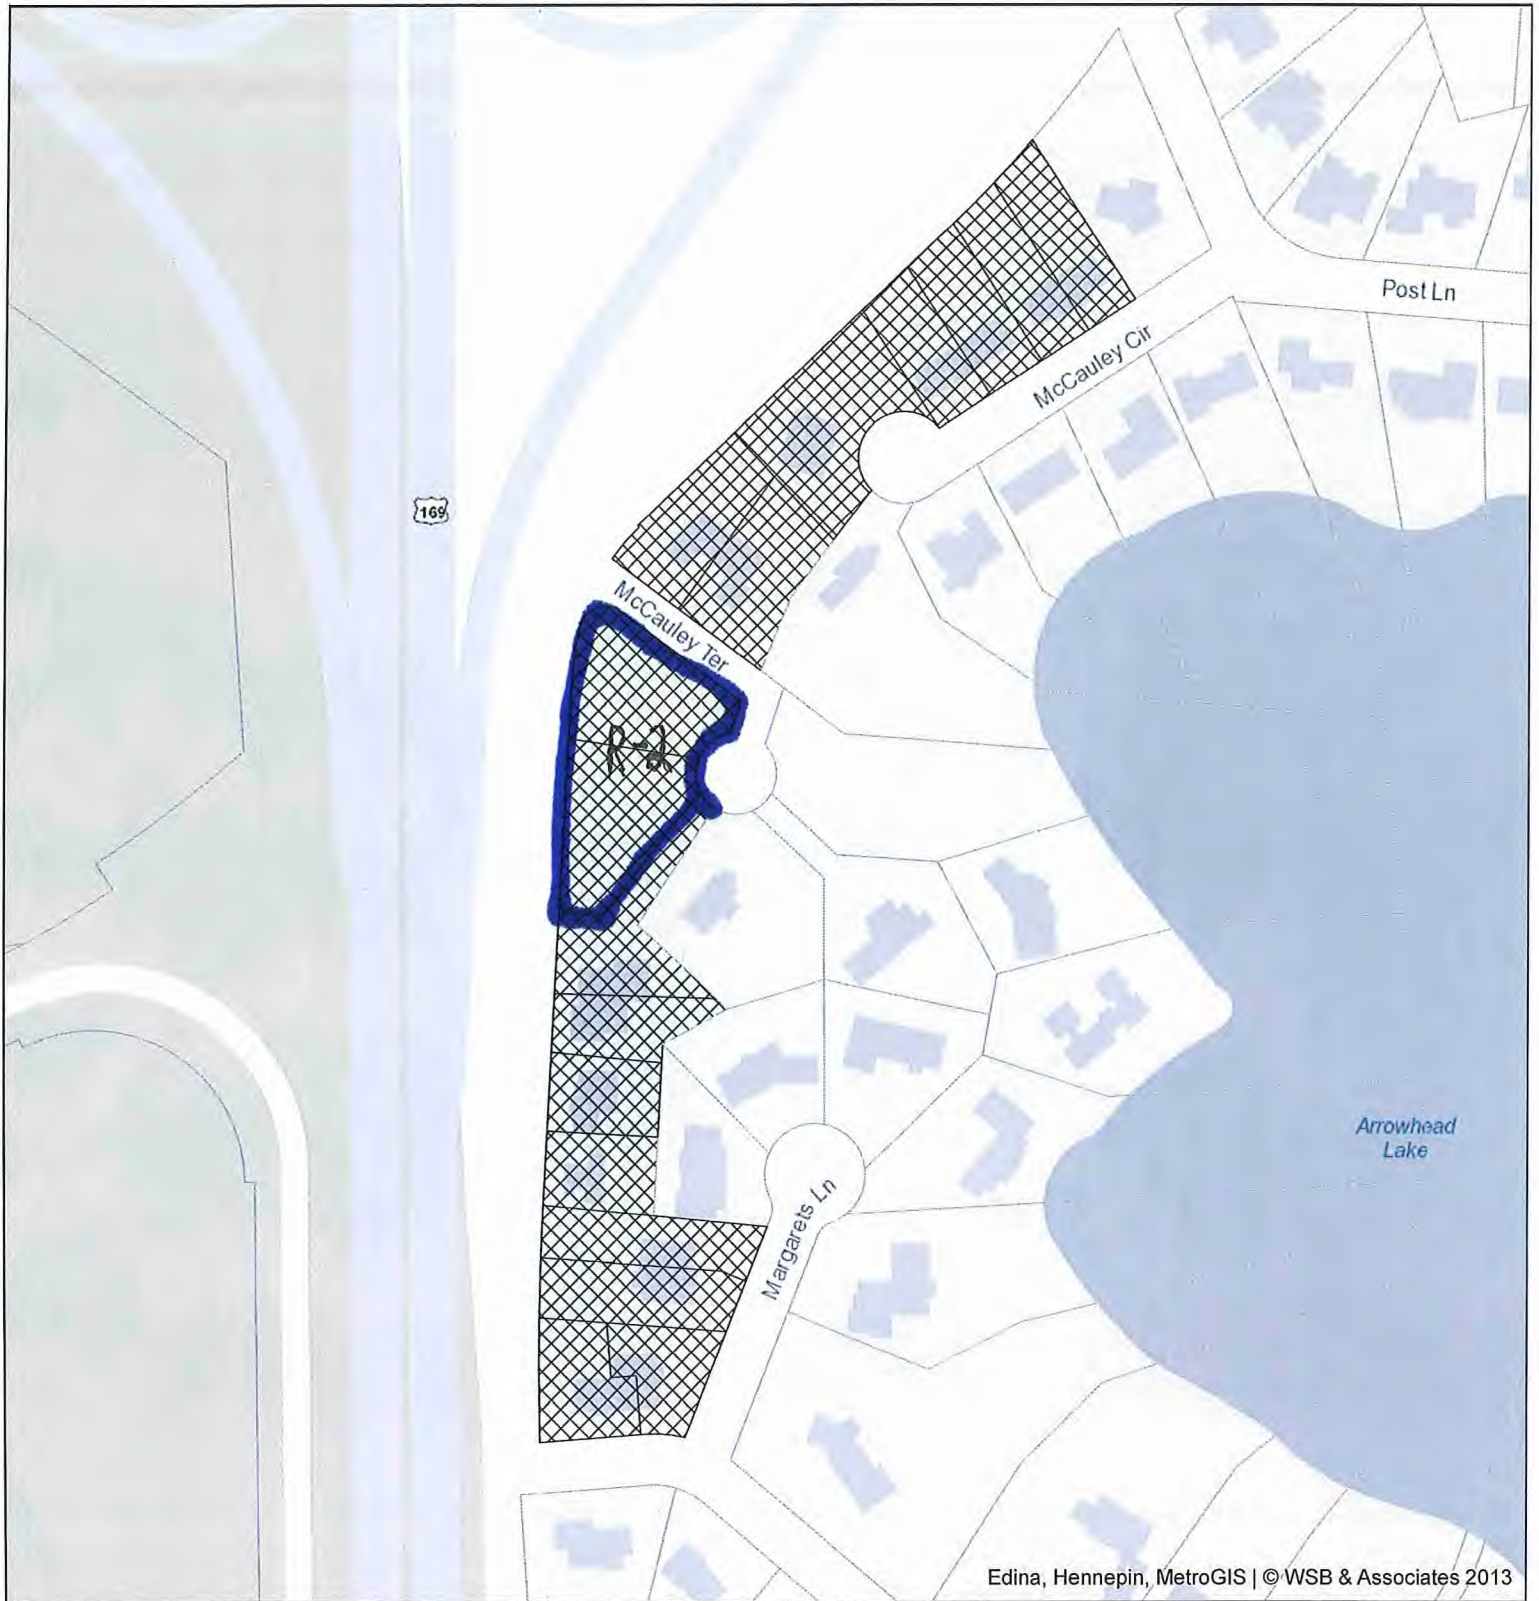 Post Ln
McCauley Cir
169
McCauley Ter
R-2
Arrowhead
Lake
Margarets Ln
Edina, Hennepin, MetroGIS | © WSB & Associates 2013